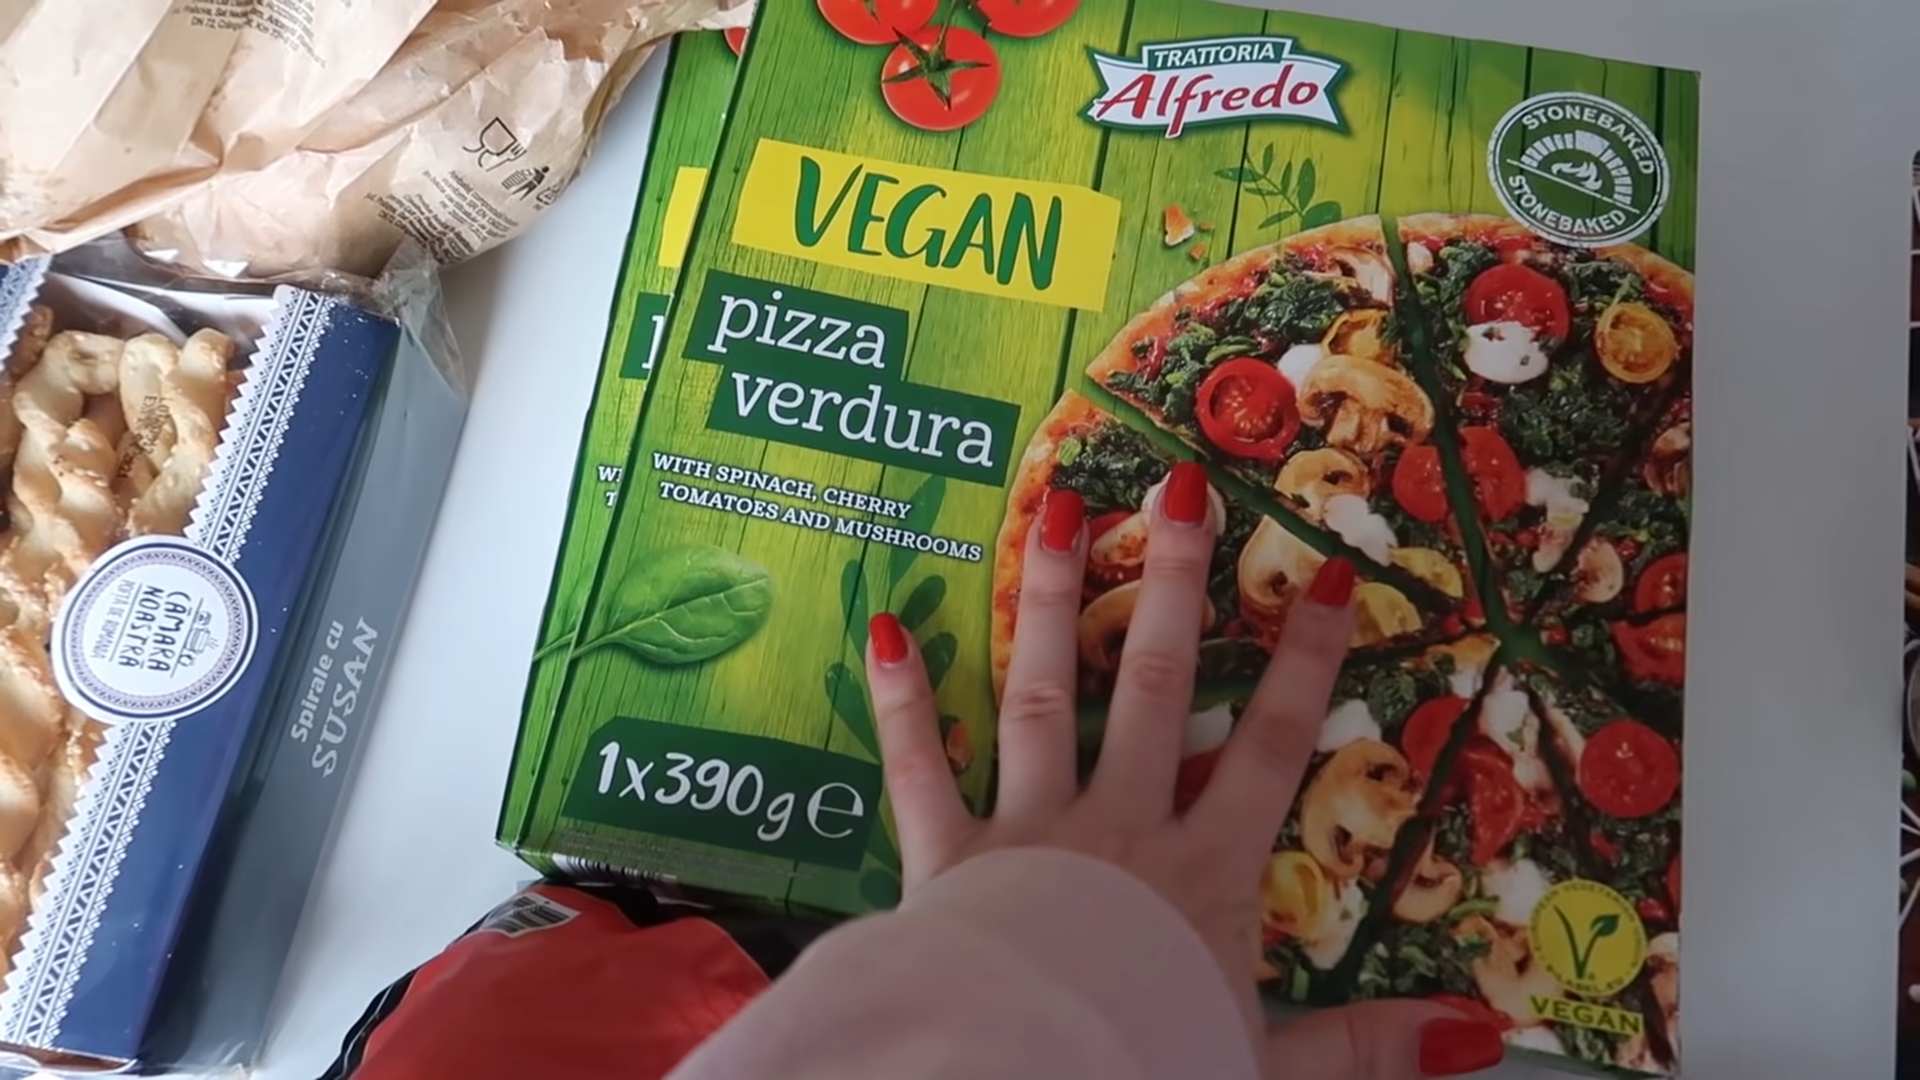 TRATTORIA
Alfredo
STONEBAKED
STONEBAKED
VEGAN
pizza
verdura
WITH SPINACH, CHERRY
TOMATOES AND MUSHROOMS
1x390g e
VEGAN
CĂMARA
NOASTRĂ
Spirale cu
SUSAN